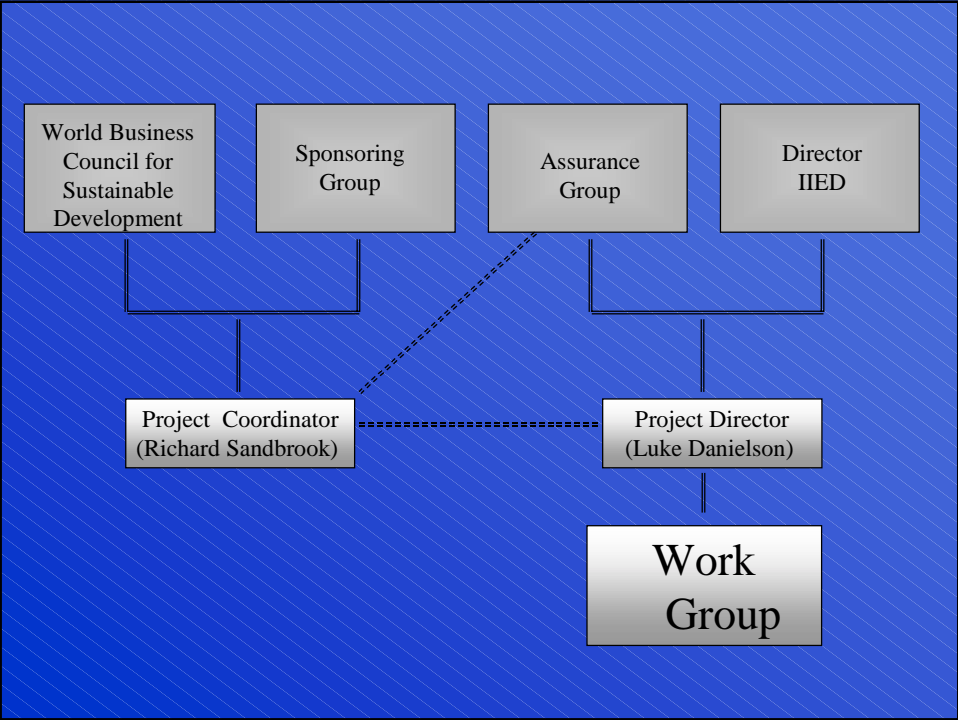 World Business
Council for
Sustainable
Development
Sponsoring
Group
Assurance
Group
Director
IIED
Project Coordinator
(Richard Sandbrook)
Project Director
(Luke Danielson)
Work
Group